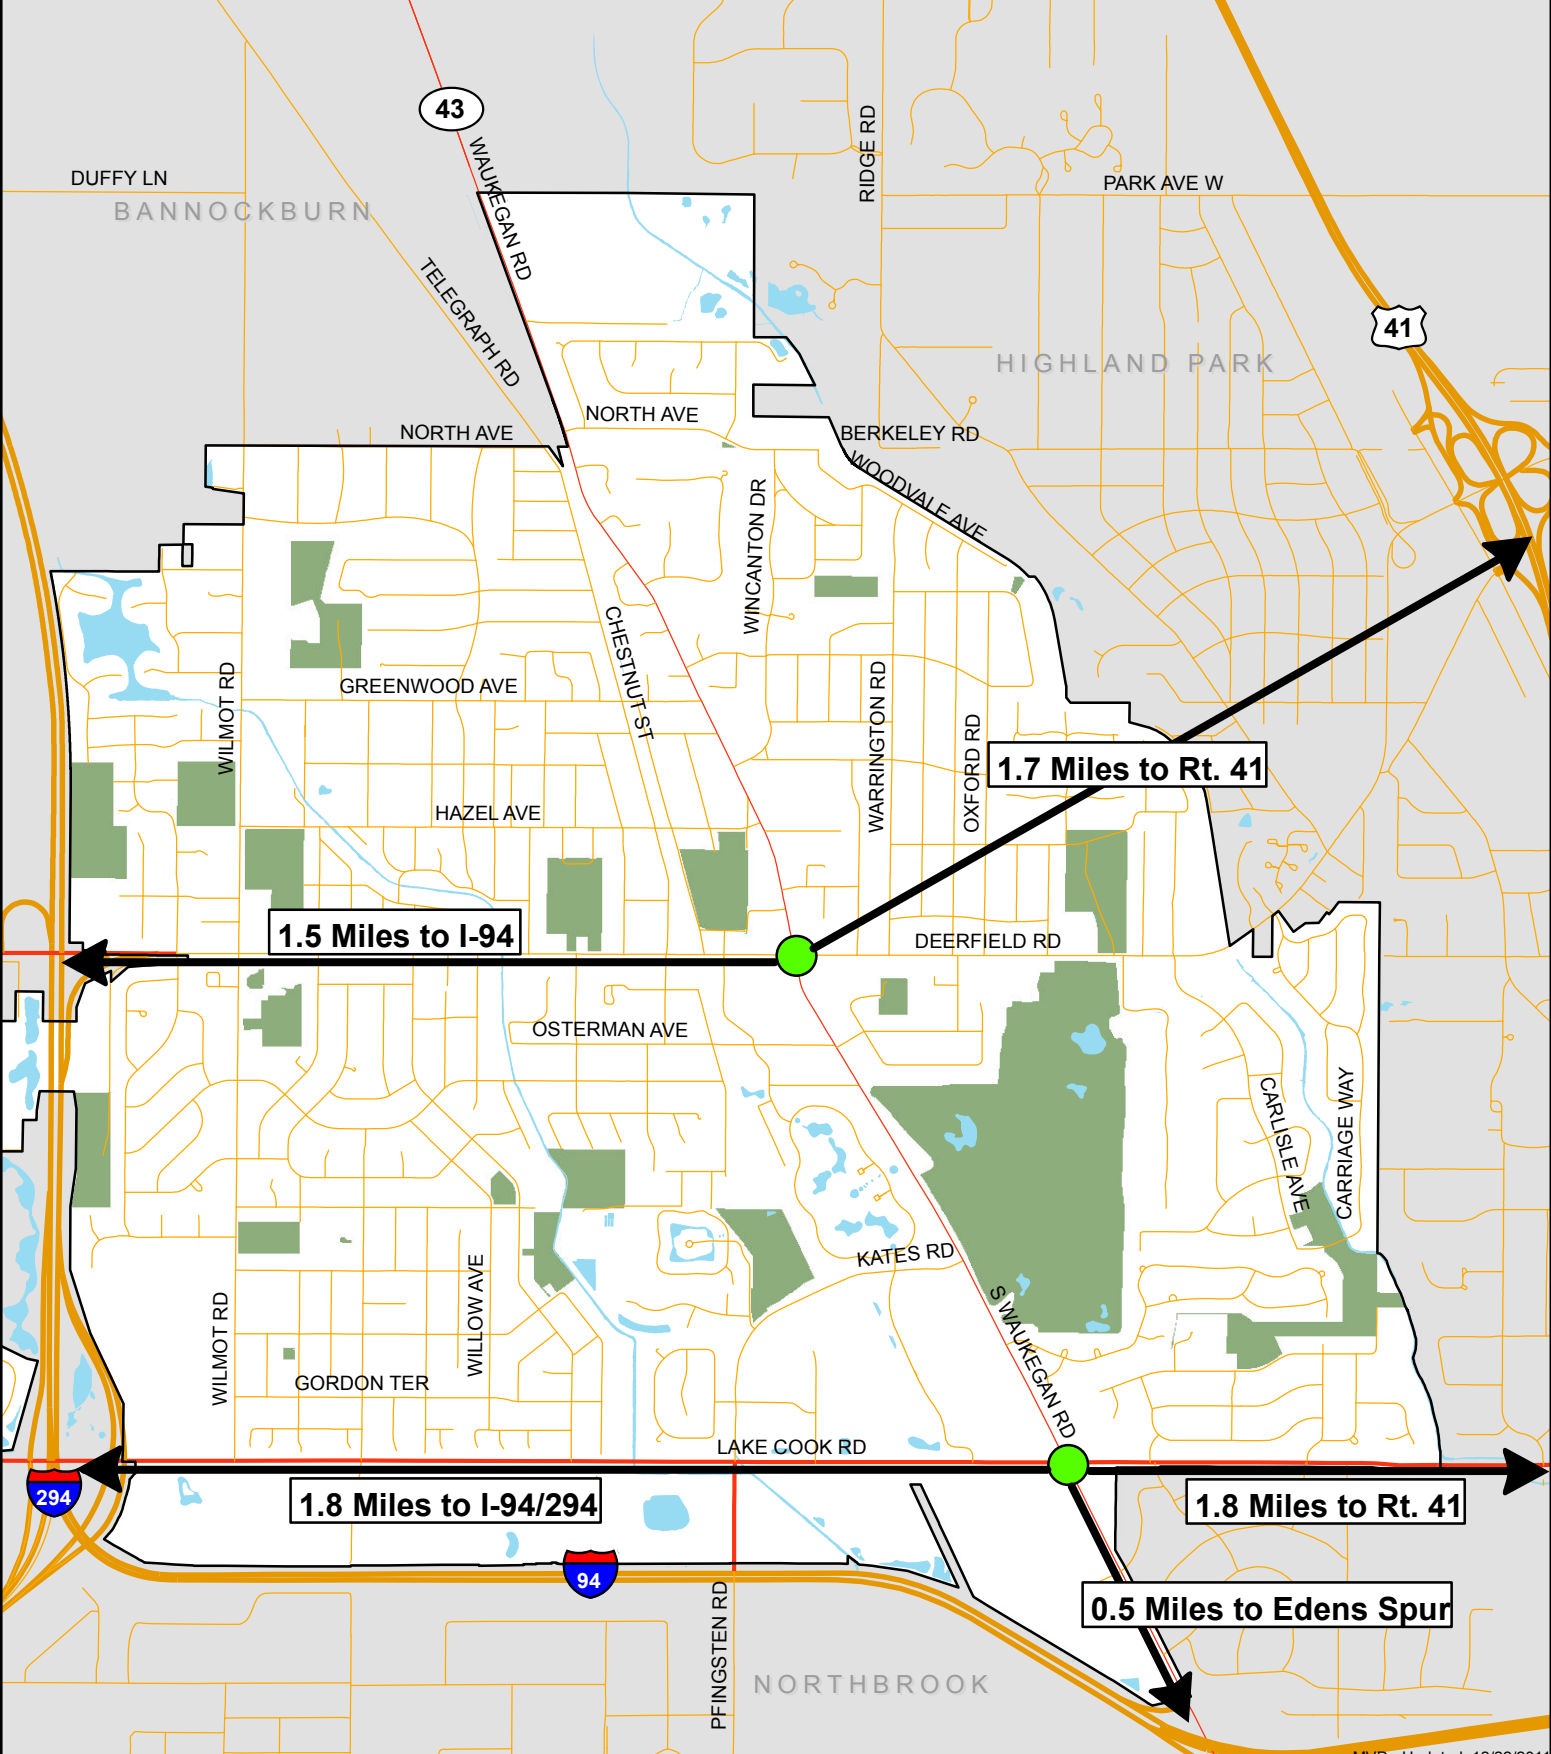 43
WAUKEGAN RD
RIDGE RD
DUFFY LN
PARK AVE W
BANNOCKBURN
TELEGRAPH RD
41
HIGHLAND PARK
NORTH AVE
NORTH AVE
BERKELEY RD
WOODVALE AVE
WINCANTON DR
CHESTNUT ST
WILMOT RD
GREENWOOD AVE
WARRINGTON RD
OXFORD RD
1.7 Miles to Rt. 41
HAZEL AVE
1.5 Miles to I-94
DEERFIELD RD
OSTERMAN AVE
CARLISLE AVE
CARRIAGE WAY
KATES RD
WILLOW AVE
WILMOT RD
S WAUKEGAN RD
GORDON TER
LAKE COOK RD
294
1.8 Miles to I-94/294
1.8 Miles to Rt. 41
94
PFINGSTEN RD
0.5 Miles to Edens Spur
NORTHBROOK